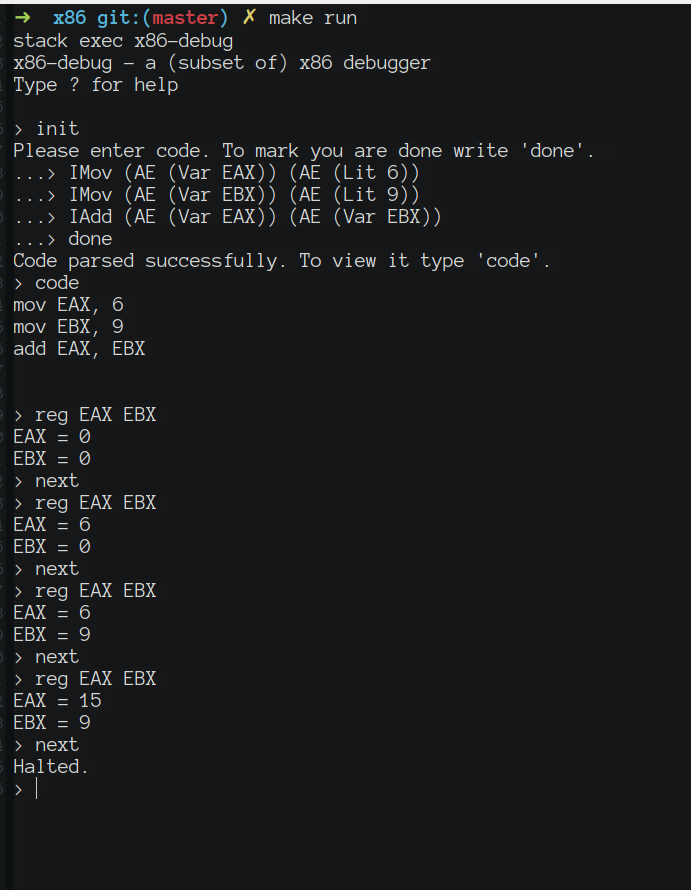 ➜ x86 git:(master) ✗ make run
stack exec x86-debug
x86-debug - a (subset of) x86 debugger
Type ? for help
> init
Please enter code. To mark you are done write 'done'.
...> IMov (AE (Var EAX)) (AE (Lit 6))
...> IMov (AE (Var EBX)) (AE (Lit 9))
...> IAdd (AE (Var EAX)) (AE (Var EBX))
...> done
Code parsed successfully. To view it type 'code'.
> code
mov EAX, 6
mov EBX, 9
add EAX, EBX
> reg EAX EBX
EAX = 0
EBX = 0
> next
> reg EAX EBX
EAX = 6
EBX = 0
> next
> reg EAX EBX
EAX = 6
EBX = 9
> next
> reg EAX EBX
EAX = 15
EBX = 9
> next
Halted.
>